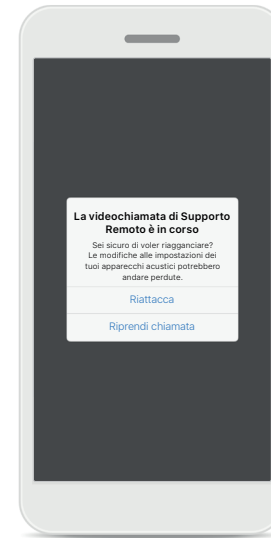 La videochiamata di Supporto
Remoto è in corso
Sei sicuro di voler riagganciare?
Le modifiche alle impostazioni dei
tuoi apparecchi acustici potrebbero
andare perdute.
Riattacca
Riprendi chiamata